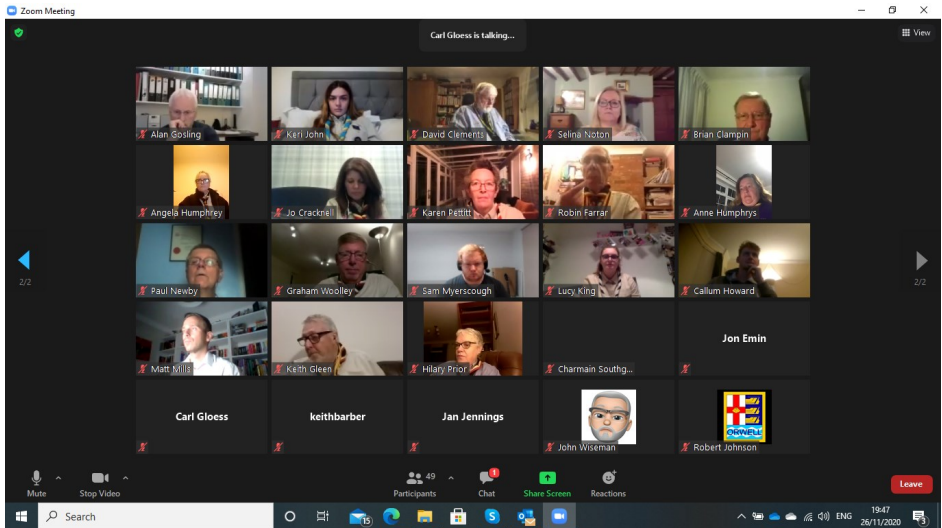 Zoom Meeting
Carl Gloess is talking...
View
Alan Gosling
Keri John
David Clements
Selina Noton
Brian Clampin
Angela Humphrey
Jo Cracknell
Karen Pettitt
Robin Farrar
Anne Humphrys
Paul Newby
Graham Woolley
Sam Myerscough
Lucy King
Callum Howard
2/2
2/2
Matt Mills
Keith Gleen
Hilary Prior
Charmain Southg...
Jon Emin
Carl Gloess
keithbarber
Jan Jennings
John Wiseman
ORWELL
Robert Johnson
Mute
Stop Video
49
Participants
1
Chat
Share Screen
Reactions
Leave
Search
15
ENG
19:47
26/11/2020
3